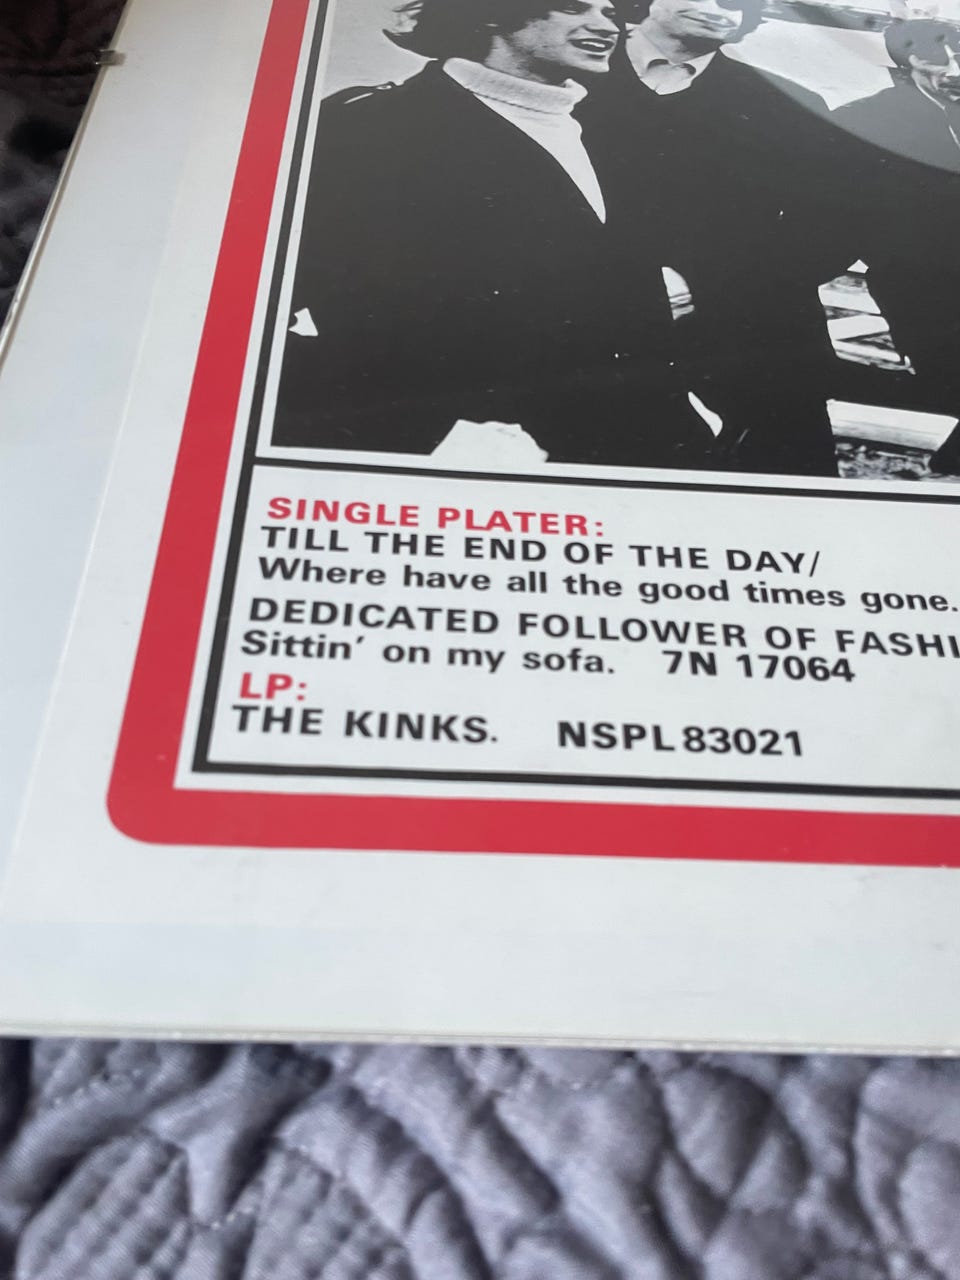 SINGLE PLATER:
TILL THE END OF THE DAY/
Where have all the good times gone.
DEDICATED FOLLOWER OF FASHI
Sittin' on my sofa. 7N 17064
LP:
THE KINKS. NSPL 83021